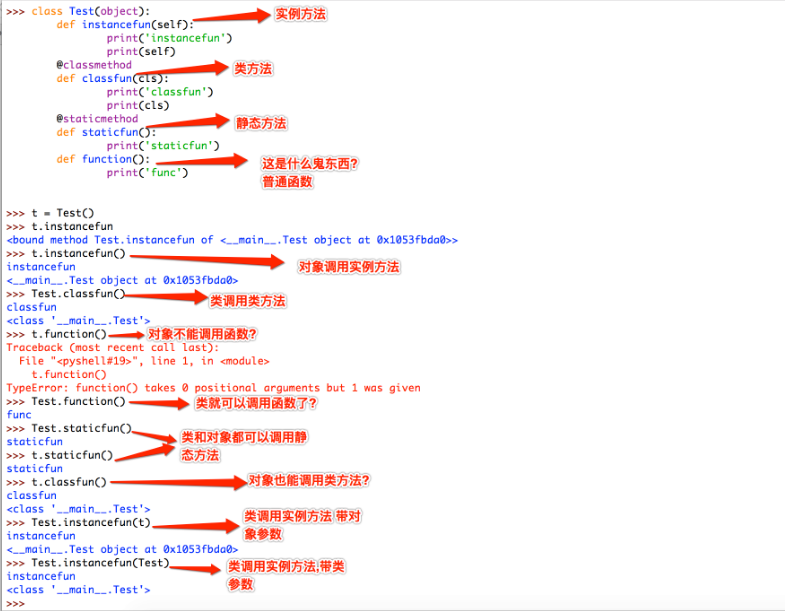 >>> class Test(object):
def instancefun(self):
实例方法
print('instancefun')
print(self)
@classmethod
类方法
def classfun(cls):
print('classfun')
print(cls)
@staticmethod
静态方法
def staticfun():
print('staticfun')
def function():
这是什么鬼东西?
print('func')
普通函数
>>> t = Test()
>>> t.instancefun
<bound method Test.instancefun of <__main__.Test object at 0x1053fbda0>>
>>> t.instancefun()
对象调用实例方法
instancefun
<__main__.Test object at 0x1053fbda0>
>>> Test.classfun()
类调用类方法
classfun
<class '__main__.Test'>
>>> t.function()
对象不能调用函数?
Traceback (most recent call last):
File "<pyshell#19>", line 1, in <module>
t.function()
TypeError: function() takes 0 positional arguments but 1 was given
>>> Test.function()
类就可以调用函数了?
func
>>> Test.staticfun()
类和对象都可以调用静
态方法
staticfun
>>> t.staticfun()
staticfun
>>> t.classfun()
对象也能调用类方法?
classfun
<class '__main__.Test'>
>>> Test.instancefun(t)
类调用实例方法 带对
象参数
instancefun
<__main__.Test object at 0x1053fbda0>
>>> Test.instancefun(Test)
类调用实例方法,带类
参数
instancefun
<class '__main__.Test'>
>>>